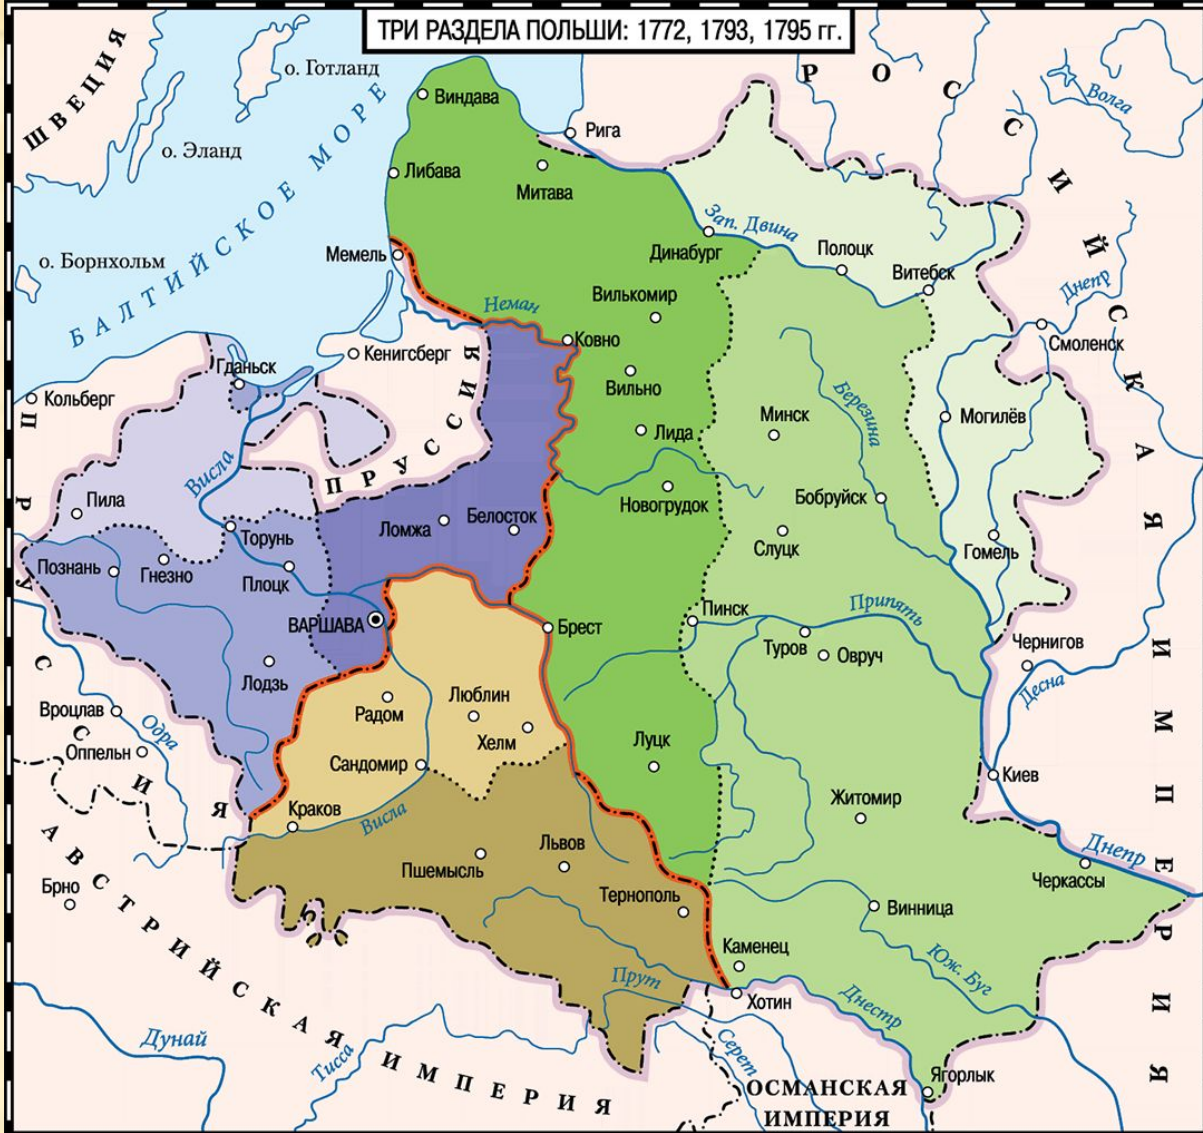 ТРИ РАЗДЕЛА ПОЛЬШИ: 1772, 1793, 1795 гг.
ШВЕЦИЯ
о. Готланд
о. Эланд
о. Борнхольм
БАЛТИЙСКОЕ МОРЕ
РОССИЙСКАЯ ИМПЕРИЯ
Волга
Виндава
Рига
Либава
Митава
Зап. Двина
Динабург
Полоцк
Витебск
Мемель
Неман
Вилькомир
Днепр
Смоленск
Кенигсберг
Ковно
Гданьск
Кольберг
Вильно
Березина
Минск
Могилёв
Лида
ПРУССИЯ
ПРУССИЯ
Висла
Пила
Новогрудок
Бобруйск
Ломжа
Белосток
Торунь
Слуцк
Гомель
Познань
Гнезно
Плоцк
ВАРШАВА
Брест
Пинск
Припять
Туров
Овруч
Чернигов
Десна
Лодзь
Радом
Люблин
Хелм
Вроцлав
Одра
Оппельн
Луцк
Сандомир
Киев
Краков
Висла
Житомир
Львов
Пшемысль
Днепр
Черкассы
Брно
Тернополь
Винница
Каменец
Юж. Буг
Прут
Хотин
Днестр
АВСТРИЙСКАЯ ИМПЕРИЯ
Дунай
Тисса
Серет
Ягорлык
ОСМАНСКАЯ
ИМПЕРИЯ